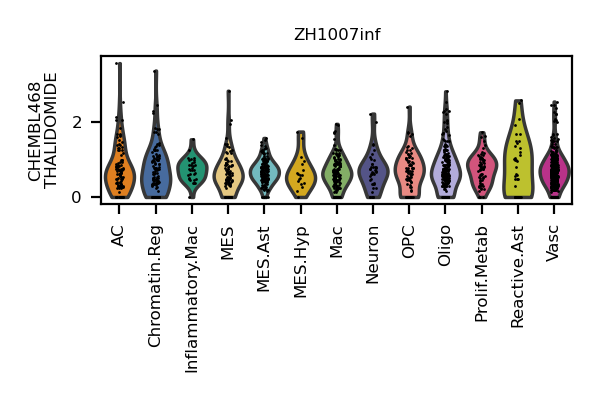 ZH1007inf
CHEMBL468
THALIDOMIDE
2
0
AC
Chromatin.Reg
Inflammatory.Mac
MES
MES.Ast
MES.Hyp
Mac
Neuron
OPC
Oligo
Prolif.Metab
Reactive.Ast
Vasc